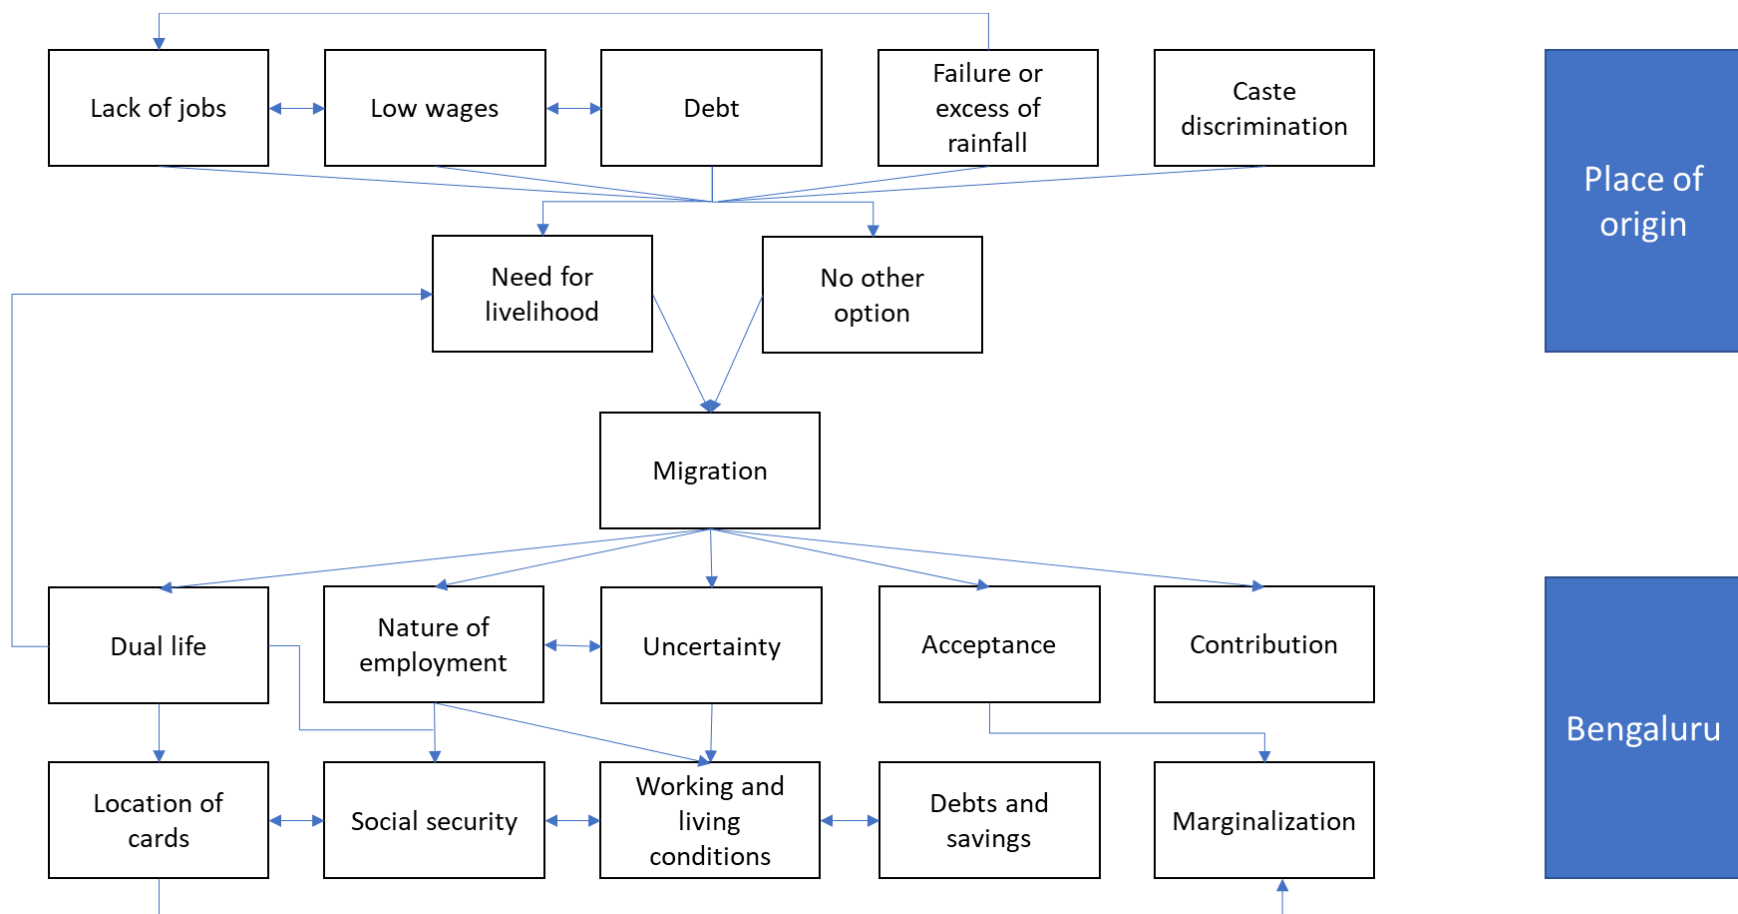 Lack of jobs
Low wages
Debt
Failure or
excess of
rainfall
Caste
discrimination
Place of
origin
Need for
livelihood
No other
option
Migration
Dual life
Nature of
employment
Uncertainty
Acceptance
Contribution
Bengaluru
Location of
cards
Social security
Working and
living
conditions
Debts and
savings
Marginalization